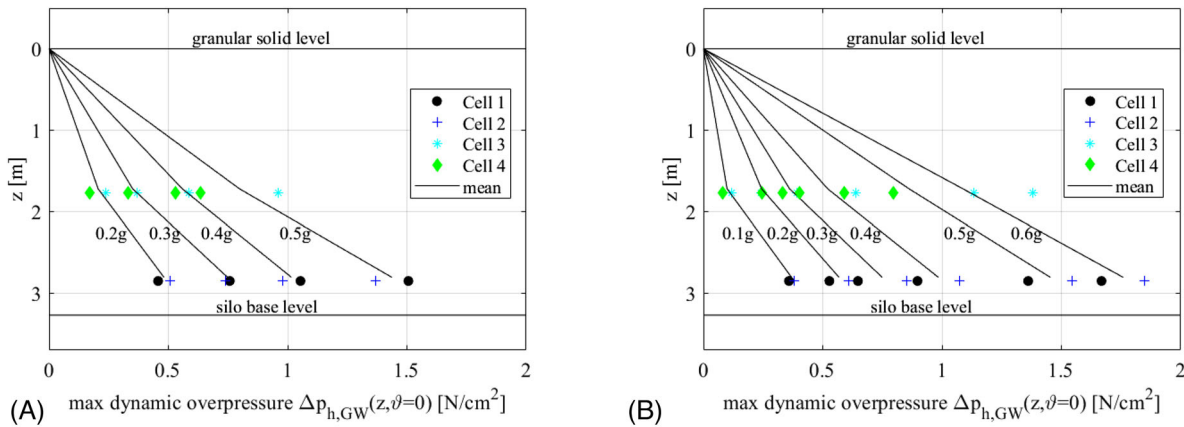 granular solid level
0
1
2
3
z [m]
Cell 1
Cell 2
Cell 3
Cell 4
mean
0.2g
0.3g
0.4g
0.5g
silo base level
0
0.5
1
1.5
2
(A)
max dynamic overpressure Δp_h,GW(z,ϑ=0) [N/cm²]
granular solid level
0
1
2
3
z [m]
Cell 1
Cell 2
Cell 3
Cell 4
mean
0.1g
0.2g
0.3g
0.4g
0.5g
0.6g
silo base level
0
0.5
1
1.5
2
(B)
max dynamic overpressure Δp_h,GW(z,ϑ=0) [N/cm²]